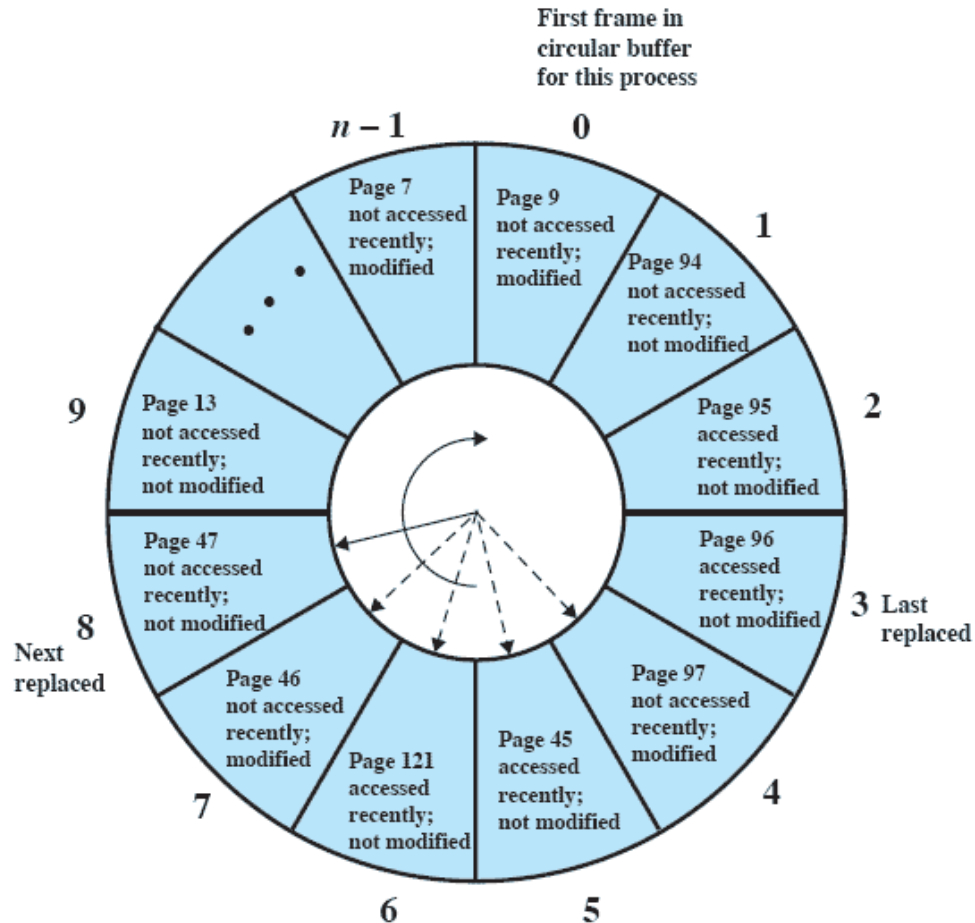 First frame in
circular buffer
for this process
n – 1
0
Page 7
not accessed
recently;
modified
Page 9
not accessed
recently;
modified
1
Page 94
not accessed
recently;
not modified
2
Page 95
accessed
recently;
not modified
3
Last
replaced
Page 96
accessed
recently;
not modified
4
Page 97
not accessed
recently;
modified
5
Page 45
accessed
recently;
not modified
6
Page 121
accessed
recently;
not modified
7
Page 46
not accessed
recently;
modified
8
Next
replaced
Page 47
not accessed
recently;
not modified
9
Page 13
not accessed
recently;
not modified